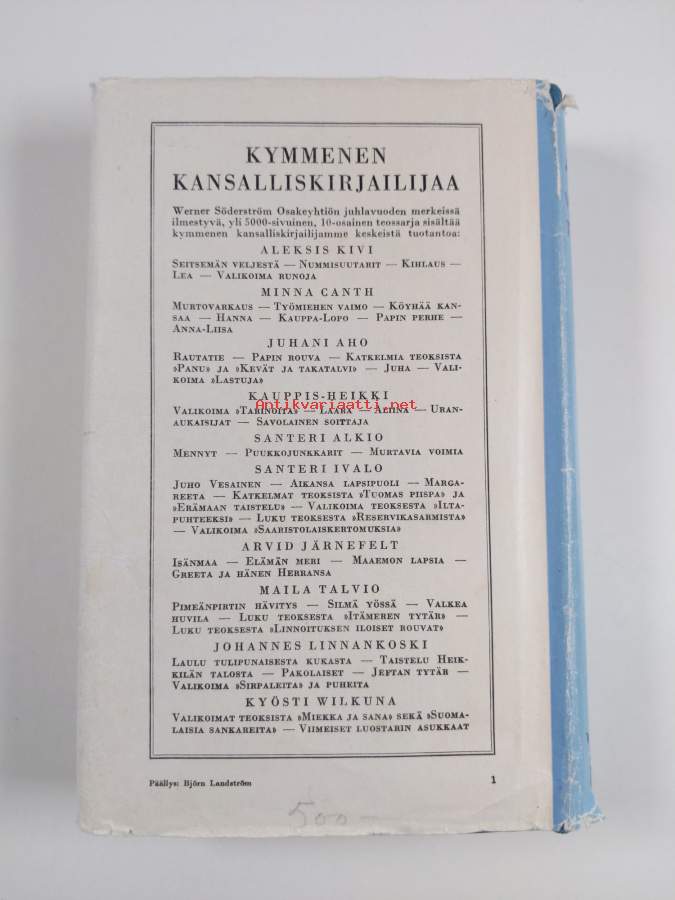 KYMMENEN
KANSALLISKIRJAILIJAA
Werner Söderström Osakeyhtiön juhlavuoden merkeissä
ilmestyvä, yli 5000-sivuinen, 10-osainen teossarja sisältää
kymmenen kansalliskirjailijamme keskeistä tuotantoa:
ALEKSIS KIVI
SEITSEMÄN VELJESTÄ — NUMMISUUTARIT — KIHLAUS —
LEA — VALIKOIMA RUNOJA
MINNA CANTH
MURTOVARKAUS — TYÖMIEHEN VAIMO — KÖYHÄÄ KAN-
SAA — HANNA — KAUPPA-LOPO — PAPIN PERHE —
ANNA-LIISA
JUHANI AHO
RAUTATIE — PAPIN ROUVA — KATKELMIA TEOKSISTA
»PANU» JA »KEVÄT JA TAKATALVI» — JUHA — VALI-
KOIMA »LASTUJA»
KAUPPIS-HEIKKI
Antikvariaatti.net
VALIKOIMA »TARINOITA» — LAARA — ALIINA — URAN-
AUKAISIJAT — SAVOLAINEN SOITTAJA
SANTERI ALKIO
MENNYT — PUUKKOJUNKKARIT — MURTAVIA VOIMIA
SANTERI IVALO
JUHO VESAINEN — AIKANSA LAPSIPUOLI — MARGA-
REETA — KATKELMAT TEOKSISTA »TUOMAS PIISPA» JA
»ERÄMAAN TAISTELU» — VALIKOIMA TEOKSESTA »ILTA-
PUHTEEKSI» — LUKU TEOKSESTA »RESERVIKASARMISTA»
— VALIKOIMA »SAARISTOLAISKERTOMUKSIA»
ARVID JÄRNEFELT
ISÄNMAA — ELÄMÄN MERI — MAAEMON LAPSIA —
GREETA JA HÄNEN HERRANSA
MAILA TALVIO
PIMEÄNPIRTIN HÄVITYS — SILMÄ YÖSSÄ — VALKEA
HUVILA — LUKU TEOKSESTA »ITÄMEREN TYTÄR» —
LUKU TEOKSESTA »LINNOITUKSEN ILOISET ROUVAT»
JOHANNES LINNANKOSKI
LAULU TULIPUNAISESTA KUKASTA — TAISTELU HEIK-
KILÄN TALOSTA — PAKOLAISET — JEFTAN TYTÄR —
VALIKOIMA »SIRPALEITA» JA PUHEITA
KYÖSTI WILKUNA
VALIKOIMAT TEOKSISTA »MIEKKA JA SANA» SEKÄ »SUOMA-
LAISIA SANKAREITA» — VIIMEISET LUOSTARIN ASUKKAAT
Päällys: Björn Landström 1
500-